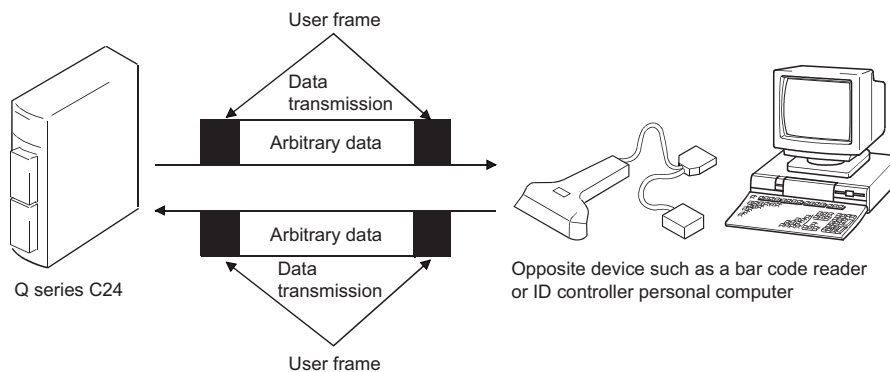 User frame
Data
transmission
Arbitrary data
Arbitrary data
Data
transmission
Q series C24
Opposite device such as a bar code reader
or ID controller personal computer
User frame